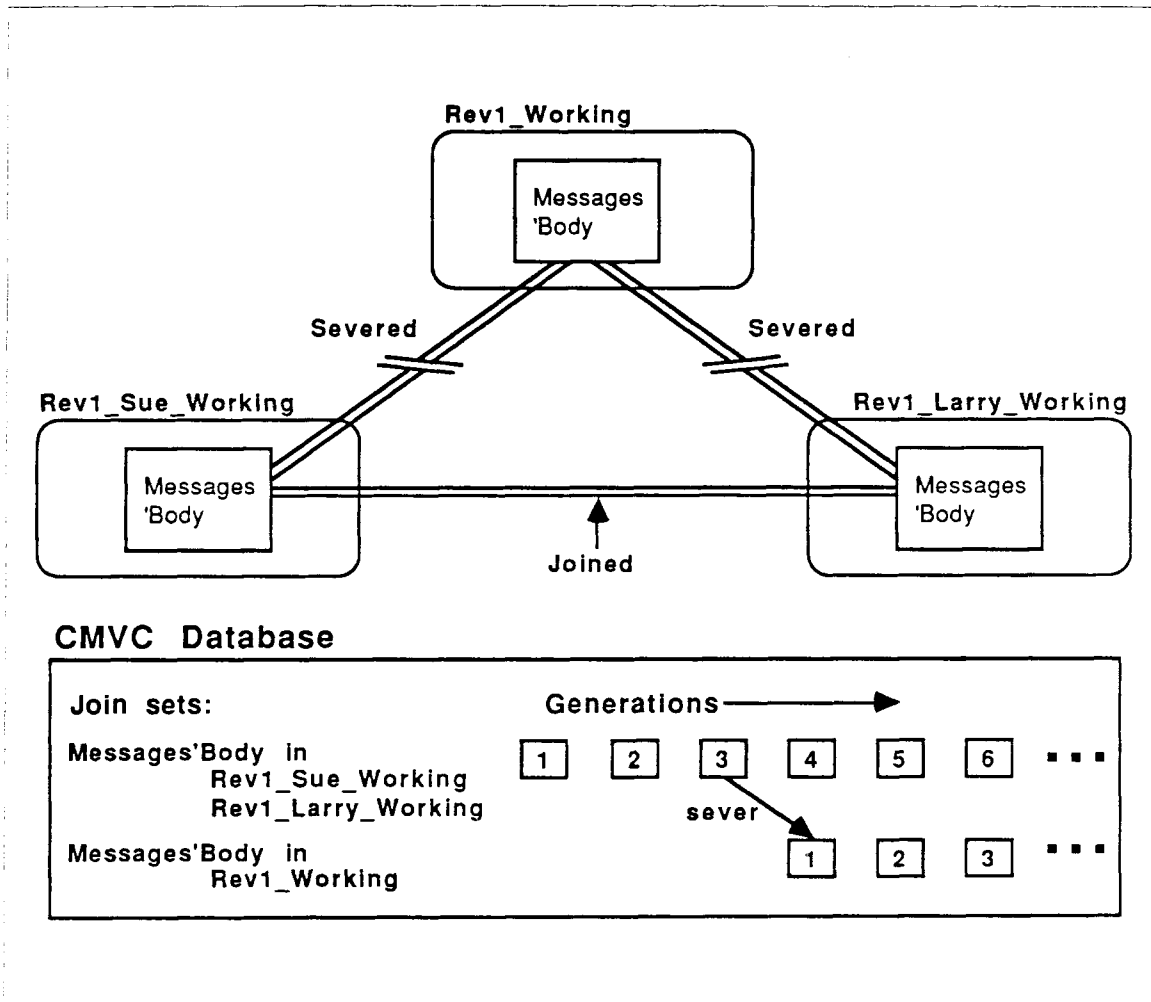 Rev1_Working
Messages
'Body
Severed
Severed
Rev1_Sue_Working
Rev1_Larry_Working
Messages
'Body
Messages
'Body
Joined
CMVC Database
Join sets:
Generations
Messages'Body in
Rev1_Sue_Working
Rev1_Larry_Working
1 2 3 4 5 6 ...
sever
Messages'Body in
Rev1_Working
1 2 3 ...